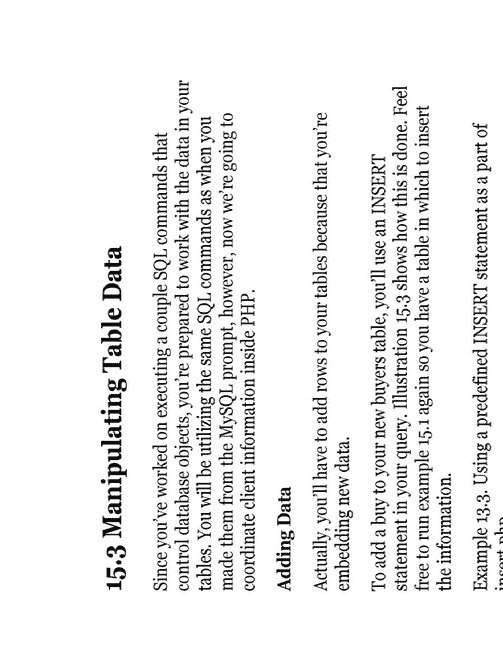 15.3 Manipulating Table Data
Since you've worked on executing a couple SQL commands that
control database objects, you're prepared to work with the data in your
tables. You will be utilizing the same SQL commands as when you
made them from the MySQL prompt, however, now we're going to
coordinate client information inside PHP.
Adding Data
Actually, you'll have to add rows to your tables because that you're
embedding new data.
To add a buy to your new buyers table, you'll use an INSERT
statement in your query. Illustration 15.3 shows how this is done. Feel
free to run example 15.1 again so you have a table in which to insert
the information.
Example 13.3. Using a predefined INSERT statement as a part of
insert.php